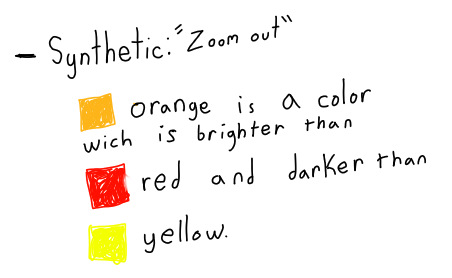 - Synthetic: "Zoom out"
orange is a color
wich is brighter than
red and darker than
yellow.